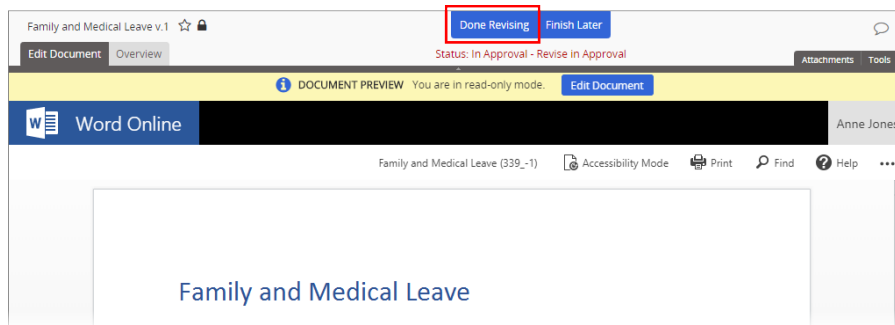 Family and Medical Leave v.1 Done Revising Finish Later
Edit Document Overview Status: In Approval - Revise in Approval Attachments Tools
i DOCUMENT PREVIEW You are in read-only mode. Edit Document
W Word Online Anne Jones
Family and Medical Leave (339_-1) Accessibility Mode Print Find ? Help ...
Family and Medical Leave